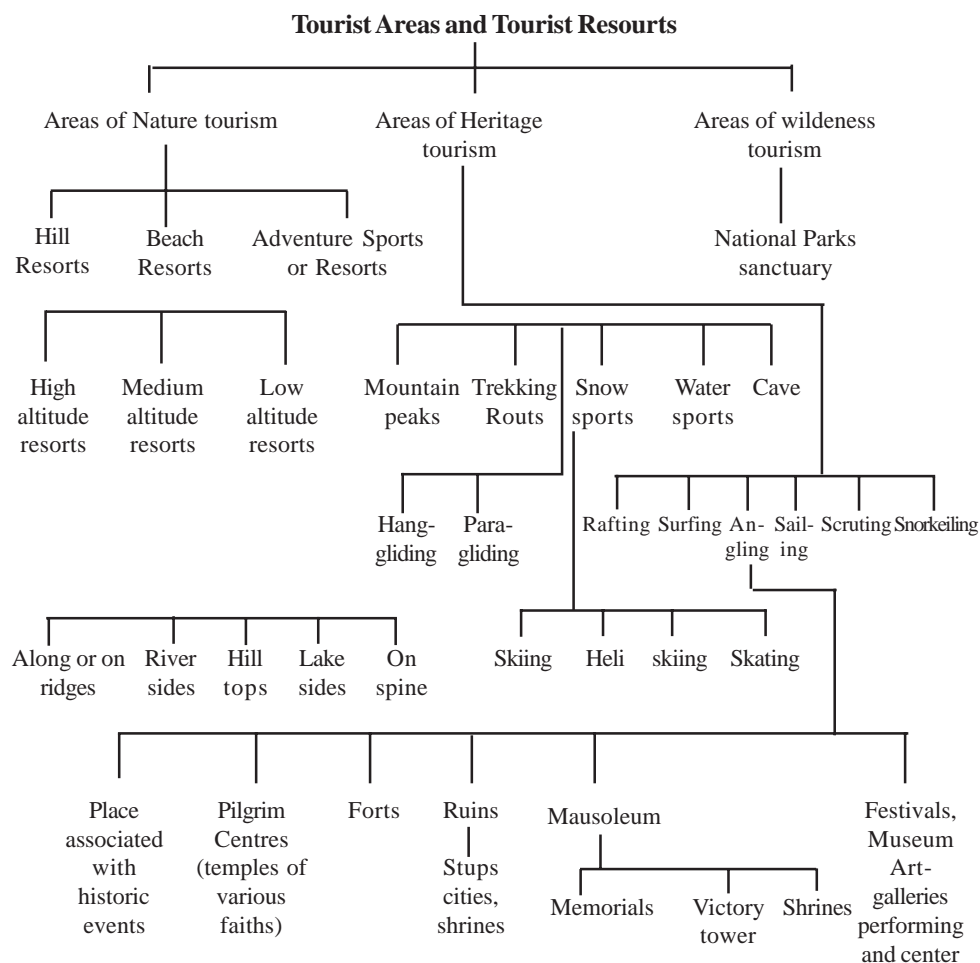 Tourist Areas and Tourist Resourts
Areas of Nature tourism
Areas of Heritage
tourism
Areas of wildeness
tourism
Hill
Resorts
Beach
Resorts
Adventure Sports
or Resorts
National Parks
sanctuary
High
altitude
resorts
Medium
altitude
resorts
Low
altitude
resorts
Mountain
peaks
Trekking
Routs
Snow
sports
Water
sports
Cave
Hang-
gliding
Para-
gliding
Rafting
Surfing
An-
gling
Sail-
ing
Scruting
Snorkeiling
Along or on
ridges
River
sides
Hill
tops
Lake
sides
On
spine
Skiing
Heli
skiing
Skating
Place
associated
with
historic
events
Pilgrim
Centres
(temples of
various
faiths)
Forts
Ruins
Stups
cities,
shrines
Mausoleum
Memorials
Victory
tower
Shrines
Festivals,
Museum
Art-
galleries
performing
and center